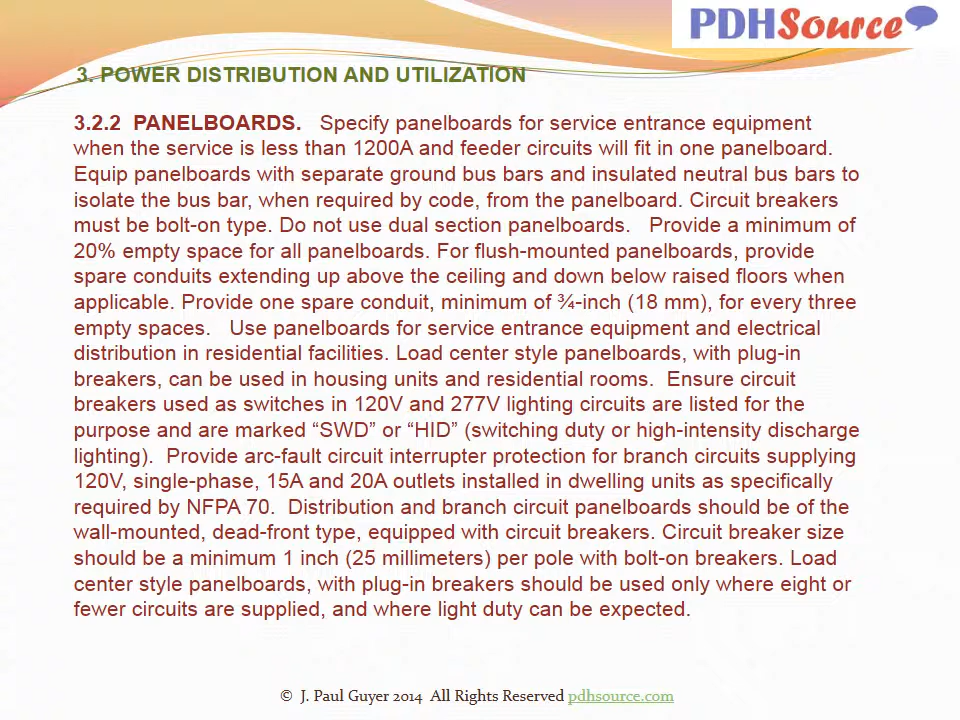 PDHSource
3. POWER DISTRIBUTION AND UTILIZATION
3.2.2 PANELBOARDS. Specify panelboards for service entrance equipment
when the service is less than 1200A and feeder circuits will fit in one panelboard.
Equip panelboards with separate ground bus bars and insulated neutral bus bars to
isolate the bus bar, when required by code, from the panelboard. Circuit breakers
must be bolt-on type. Do not use dual section panelboards. Provide a minimum of
20% empty space for all panelboards. For flush-mounted panelboards, provide
spare conduits extending up above the ceiling and down below raised floors when
applicable. Provide one spare conduit, minimum of ¾-inch (18 mm), for every three
empty spaces. Use panelboards for service entrance equipment and electrical
distribution in residential facilities. Load center style panelboards, with plug-in
breakers, can be used in housing units and residential rooms. Ensure circuit
breakers used as switches in 120V and 277V lighting circuits are listed for the
purpose and are marked “SWD” or “HID” (switching duty or high-intensity discharge
lighting). Provide arc-fault circuit interrupter protection for branch circuits supplying
120V, single-phase, 15A and 20A outlets installed in dwelling units as specifically
required by NFPA 70. Distribution and branch circuit panelboards should be of the
wall-mounted, dead-front type, equipped with circuit breakers. Circuit breaker size
should be a minimum 1 inch (25 millimeters) per pole with bolt-on breakers. Load
center style panelboards, with plug-in breakers should be used only where eight or
fewer circuits are supplied, and where light duty can be expected.
© J. Paul Guyer 2014 All Rights Reserved pdhsource.com